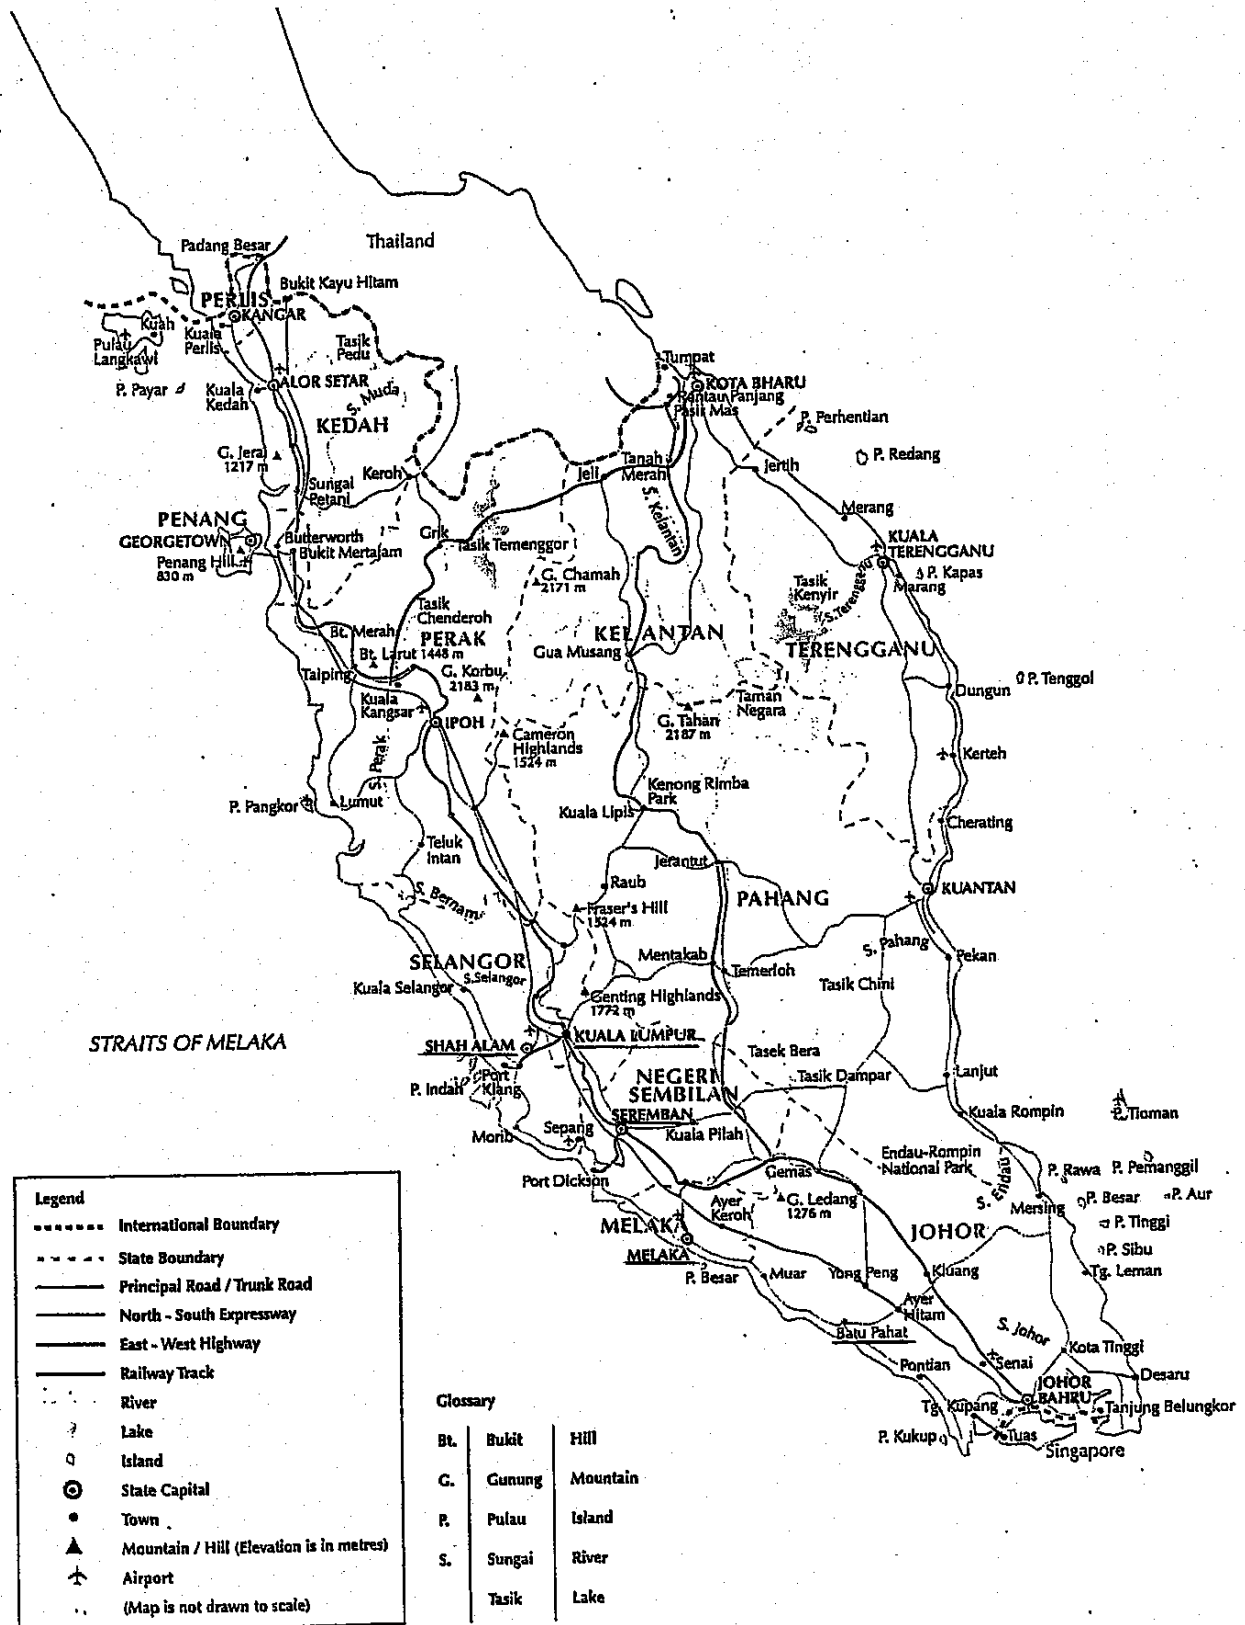 Padang Besar
Thailand
Bukit Kayu Hitam
PERLIS
KANGAR
Kuah
Pulau
Langkawi
Kuala
Perlis
Tasik
Pedu
P. Payar
Kuala
Kedah
ALOR SETAR
S. Muda
KEDAH
Tumpat
KOTA BHARU
Rantau Panjang
Pasir Mas
P. Perhentian
P. Redang
G. Jerai
1217 m
Keroh
Sungai
Petani
Jeli
Tanah
Merah
Jertih
S. Kelantan
Merang
PENANG
GEORGETOWN
Butterworth
Bukit Mertajam
Penang Hill
830 m
Grik
Tasik Temenggor
KUALA
TERENGGANU
G. Chamah
2171 m
Tasik
Kenyir
S. Terengganu
P. Kapas
Marang
Tasik
Chenderoh
Bt. Merah
PERAK
KELANTAN
TERENGGANU
Bt. Larut 1448 m
Gua Musang
Taiping
G. Korbu
2183 m
Kuala
Kangsar
IPOH
G. Tahan
2187 m
Taman
Negara
Dungun
P. Tenggol
Cameron
Highlands
1524 m
S. Perak
Kerteh
Kenong Rimba
Park
P. Pangkor
Lumut
Kuala Lipis
Cherating
Teluk
Intan
Jerantut
Raub
S. Bernam
PAHANG
KUANTAN
Fraser's Hill
1524 m
SELANGOR
S. Selangor
Mentakab
Temerloh
S. Pahang
Pekan
Kuala Selangor
Genting Highlands
1772 m
Tasik Chini
STRAITS OF MELAKA
SHAH ALAM
KUALA LUMPUR
Tasek Bera
P. Indah
Port
Klang
NEGERI
SEMBILAN
Tasik Dampar
Lanjut
SEREMBAN
Kuala Rompin
P. Tioman
Morib
Sepang
Kuala Pilah
Port Dickson
Gemas
Endau-Rompin
National Park
S. Endau
P. Rawa
P. Pemanggil
Ayer
Keroh
G. Ledang
1276 m
Mersing
P. Besar
P. Aur
MELAKA
JOHOR
P. Tinggi
MELAKA
P. Sibu
P. Besar
Muar
Yong Peng
Kluang
Tg. Leman
Ayer
Hitam
Batu Pahat
S. Johor
Kota Tinggi
Pontian
Senai
Desaru
JOHOR
BAHRU
Tg. Kupang
Tanjung Belungkor
P. Kukup
Tuas
Singapore
Legend
International Boundary
State Boundary
Principal Road / Trunk Road
North - South Expressway
East - West Highway
Railway Track
River
Lake
Island
State Capital
Town
Mountain / Hill (Elevation is in metres)
Airport
(Map is not drawn to scale)
Glossary
Bt. Bukit Hill
G. Gunung Mountain
P. Pulau Island
S. Sungai River
Tasik Lake